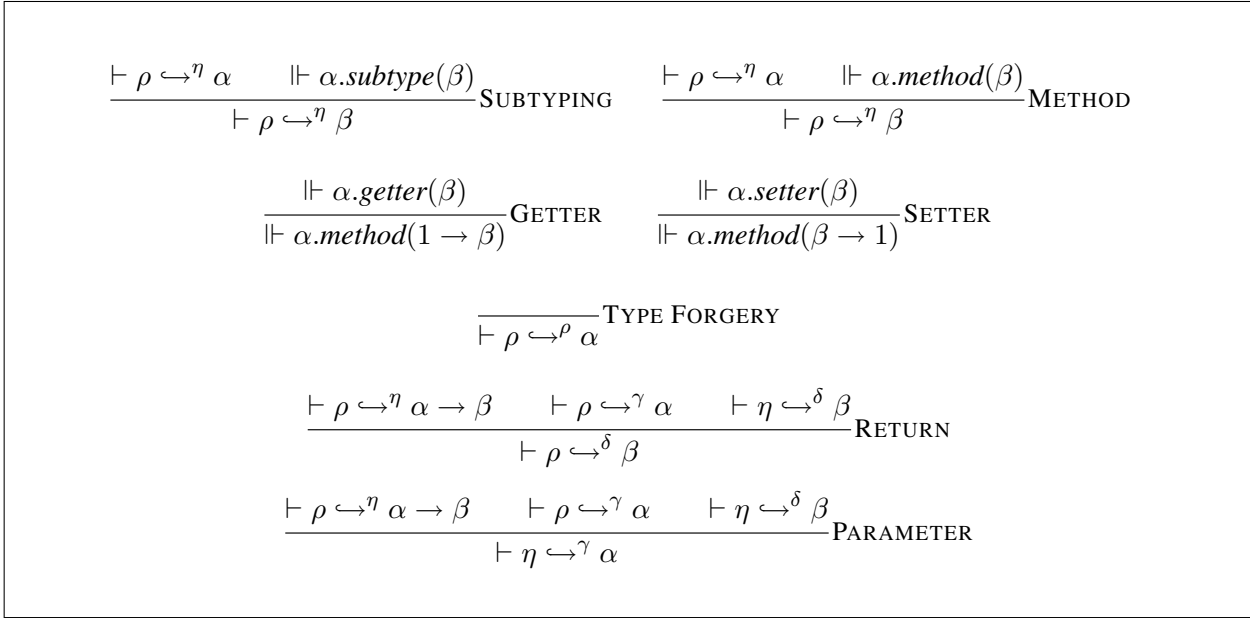 ⊢ ρ ↪^η α   ⊩ α.subtype(β)   ⊢ ρ ↪^η α   ⊩ α.method(β)
SUBTYPING   METHOD
⊢ ρ ↪^η β   ⊢ ρ ↪^η β
⊩ α.getter(β)   ⊩ α.setter(β)
GETTER   SETTER
⊩ α.method(1 → β)   ⊩ α.method(β → 1)
TYPE FORGERY
⊢ ρ ↪^ρ α
⊢ ρ ↪^η α → β   ⊢ ρ ↪^γ α   ⊢ η ↪^δ β
RETURN
⊢ ρ ↪^δ β
⊢ ρ ↪^η α → β   ⊢ ρ ↪^γ α   ⊢ η ↪^δ β
PARAMETER
⊢ η ↪^γ α